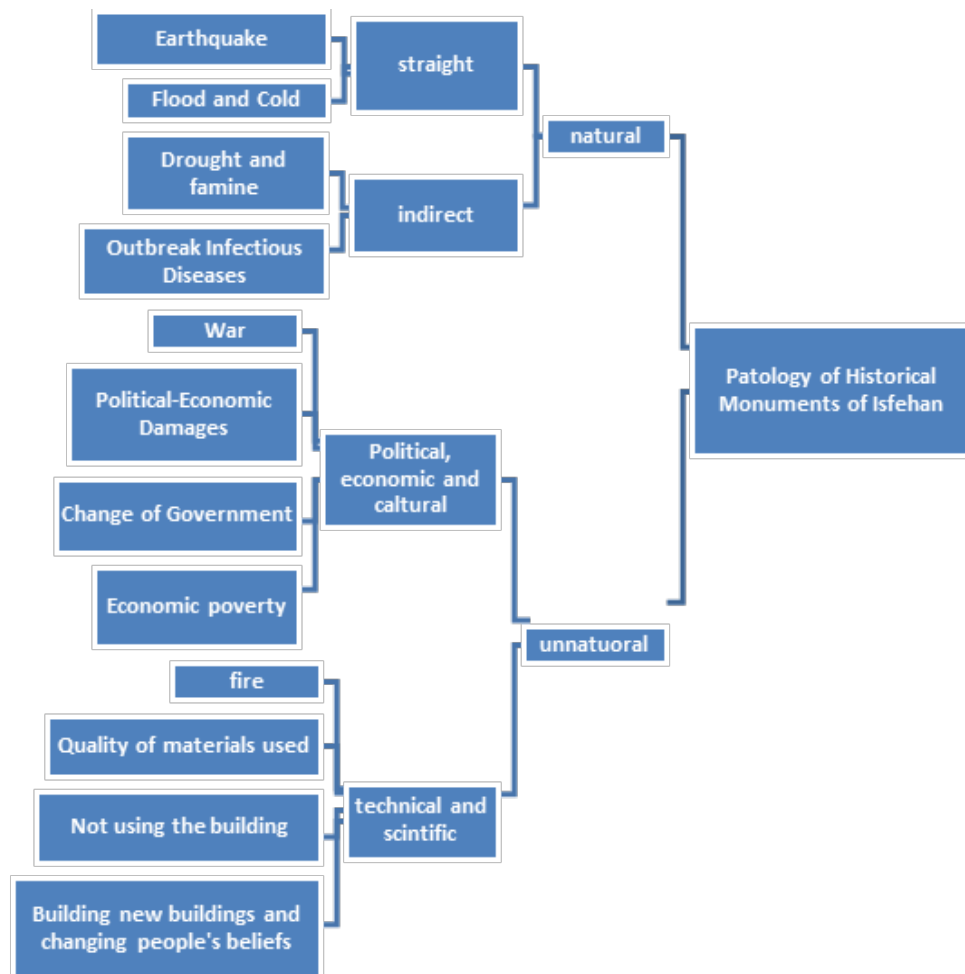 Earthquake
straight
Flood and Cold
natural
Drought and
famine
indirect
Outbreak Infectious
Diseases
War
Patology of Historical
Monuments of Isfehan
Political-Economic
Damages
Political,
economic and
caltural
Change of Government
Economic poverty
unnatuoral
fire
Quality of materials used
technical and
scintific
Not using the building
Building new buildings and
changing people's beliefs